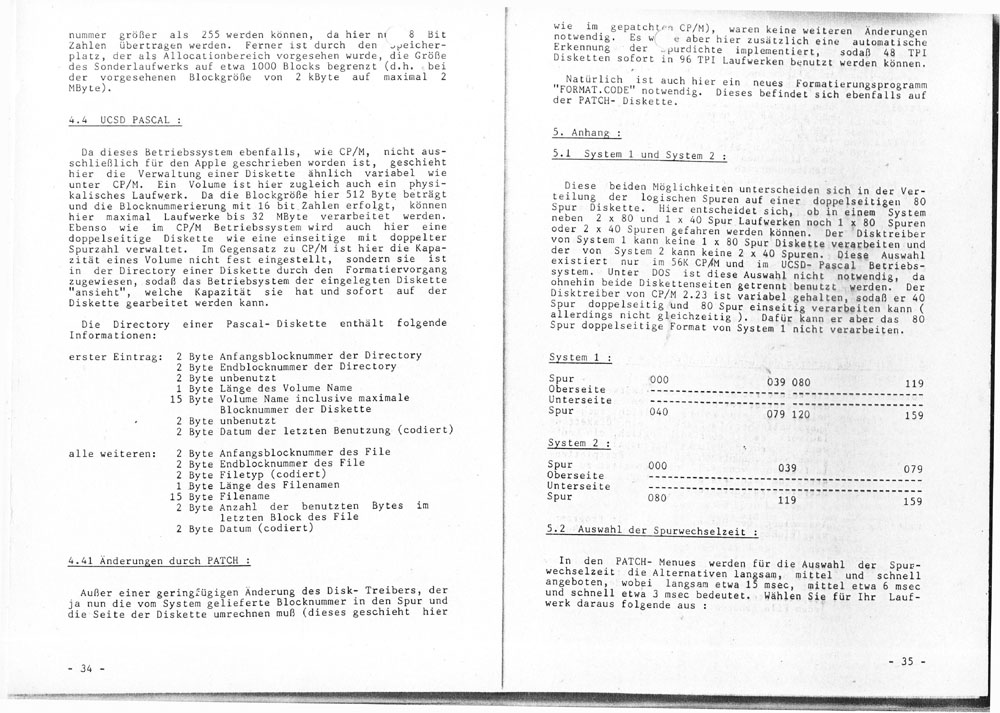 nummer größer als 255 werden können, da hier 8 Bit
Zahlen übertragen werden. Ferner ist durch den
platz, der als Allocationbereich vorgesehen wurde, die Größe
des Sonderlaufwerks auf etwa 1000 Blocks begrenzt (d.h. bei
der vorgesehenen Blockgröße von 2 kByte auf maximal 2
MByte).
4.4 UCSD PASCAL :
Da dieses Betriebssystem ebenfalls, wie CP/M, nicht aus-
schließlich für den Apple geschrieben worden ist, geschieht
hier die Verwaltung einer Diskette ähnlich variabel wie
unter CP/M. Ein Volume ist hier zugleich auch ein physi-
kalisches Laufwerk. Da die Blockgröße hier 512 Byte beträgt
und die Blocknummerierung mit 16 bit Zahlen erfolgt, können
hier maximal Laufwerke bis 32 MByte verarbeitet werden.
Ebenso wie im CP/M Betriebssystem wird auch hier eine
doppelseitige Diskette wie eine einseitige mit doppelter
Spurzahl verwaltet. Im Gegensatz zu CP/M ist hier die Kapa-
zität eines Volume nicht fest eingestellt, sondern sie ist
in der Directory einer Diskette durch den Formatiervorgang
zugewiesen, sodaß das Betriebsystem der eingelegten Diskette
"ansieht", welche Kapazität sie hat und sofort auf der
Diskette gearbeitet werden kann.
Die Directory einer Pascal- Diskette enthält folgende
Informationen:
erster Eintrag: 2 Byte Anfangsblocknummer der Directory
2 Byte Endblocknummer der Directory
2 Byte unbenutzt
1 Byte Länge des Volume Name
15 Byte Volume Name inclusive maximale
Blocknummer der Diskette
2 Byte unbenutzt
2 Byte Datum der letzten Benutzung (codiert)
alle weiteren: 2 Byte Anfangsblocknummer des File
2 Byte Endblocknummer des File
2 Byte Filetyp (codiert)
1 Byte Länge des Filenamen
15 Byte Filename
2 Byte Anzahl der benutzten Bytes im
letzten Block des File
2 Byte Datum (codiert)
4.41 Änderungen durch PATCH :
Außer einer geringfügigen Änderung des Disk- Treibers, der
ja nun die vom System gelieferte Blocknummer in den Spur und
die Seite der Diskette umrechnen muß (dieses geschieht hier
- 34 -
wie im gepatchten CP/M), waren keine weiteren Änderungen
notwendig. Es aber hier zusätzlich eine automatische
Erkennung der Spurdichte implementiert, sodaß 48 TPI
Disketten sofort in 96 TPI Laufwerken benutzt werden können.
Natürlich ist auch hier ein neues Formatierungsprogramm
"FORMAT.CODE" notwendig. Dieses befindet sich ebenfalls auf
der PATCH- Diskette.
5. Anhang :
5.1 System 1 und System 2 :
Diese beiden Möglichkeiten unterscheiden sich in der Ver-
teilung der logischen Spuren auf einer doppelseitigen 80
Spur Diskette. Hier entscheidet sich, ob in einem System
neben 2 x 80 und 1 x 40 Spur Laufwerken noch 1 x 80 Spuren
oder 2 x 40 Spuren gefahren werden können. Der Disktreiber
von System 1 kann keine 1 x 80 Spur Diskette verarbeiten und
der von System 2 kann keine 2 x 40 Spuren. Diese Auswahl
existiert nur im 56K CP/M und im UCSD- Pascal Betriebs-
system. Unter DOS ist diese Auswahl nicht notwendig, da
ohnehin beide Diskettenseiten getrennt benutzt werden. Der
Disktreiber von CP/M 2.23 ist variabel gehalten, sodaß er 40
Spur doppelseitig und 80 Spur einseitig verarbeiten kann (
allerdings nicht gleichzeitig ). Dafür kann er aber das 80
Spur doppelseitige Format von System 1 nicht verarbeiten.
System 1 :
Spur 000 039 080 119
Oberseite
Unterseite
Spur 040 079 120 159
System 2 :
Spur 000 039 079
Oberseite
Unterseite
Spur 080 119 159
5.2 Auswahl der Spurwechselzeit :
In den PATCH- Menues werden für die Auswahl der Spur-
wechselzeit die Alternativen langsam, mittel und schnell
angeboten, wobei langsam etwa 15 msec, mittel etwa 6 msec
und schnell etwa 3 msec bedeutet. Wählen Sie für Ihr Lauf-
werk daraus folgende aus :
- 35 -